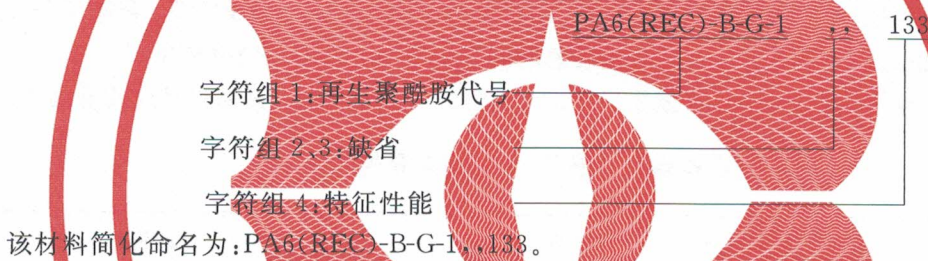 PA6(REC)-B-G-1 ,, 133
字符组 1:再生聚酰胺代号
字符组 2、3:缺省
字符组 4:特征性能
该材料简化命名为:PA6(REC)-B-G-1,,133。